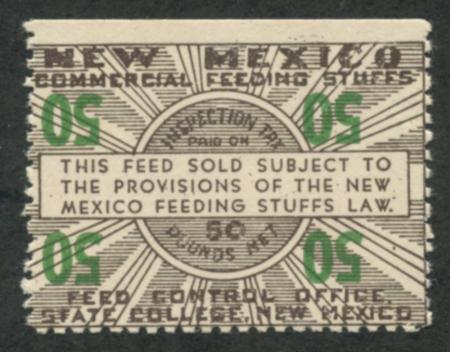 NEW MEXICO
COMMERCIAL FEEDING STUFFS
50 50
INSPECTION TAX
PAID ON
THIS FEED SOLD SUBJECT TO
THE PROVISIONS OF THE NEW
MEXICO FEEDING STUFFS LAW.
50
POUNDS NET
50 50
FEED CONTROL OFFICE,
STATE COLLEGE, NEW MEXICO